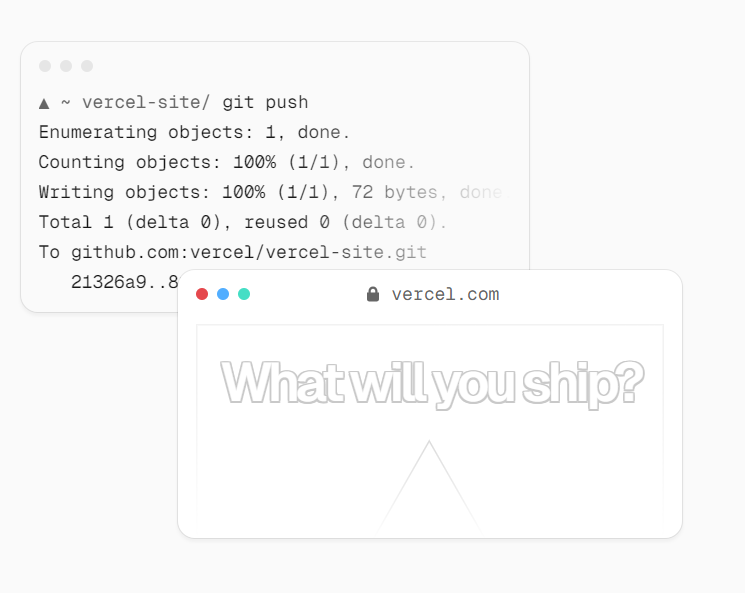 ▲ ~ vercel-site/ git push
Enumerating objects: 1, done.
Counting objects: 100% (1/1), done.
Writing objects: 100% (1/1), 72 bytes, done
Total 1 (delta 0), reused 0 (delta 0).
To github.com:vercel/vercel-site.git
21326a9..8
vercel.com
What will you ship?